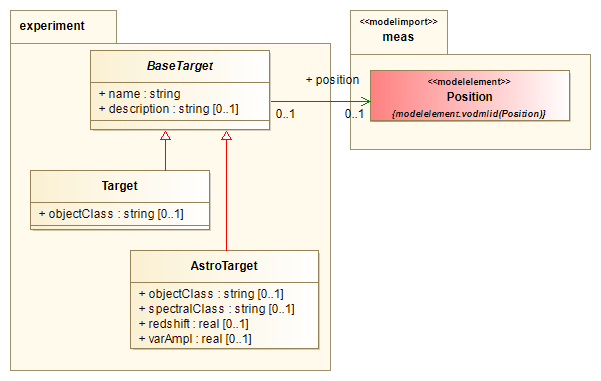 experiment
BaseTarget
+ name : string
+ description : string [0..1]
Target
+ objectClass : string [0..1]
AstroTarget
+ objectClass : string [0..1]
+ spectralClass : string [0..1]
+ redshift : real [0..1]
+ varAmpl : real [0..1]
+ position
0..1
0..1
<<modelimport>>
meas
<<modelelement>>
Position
{modelelement.vodmlid(Position)}